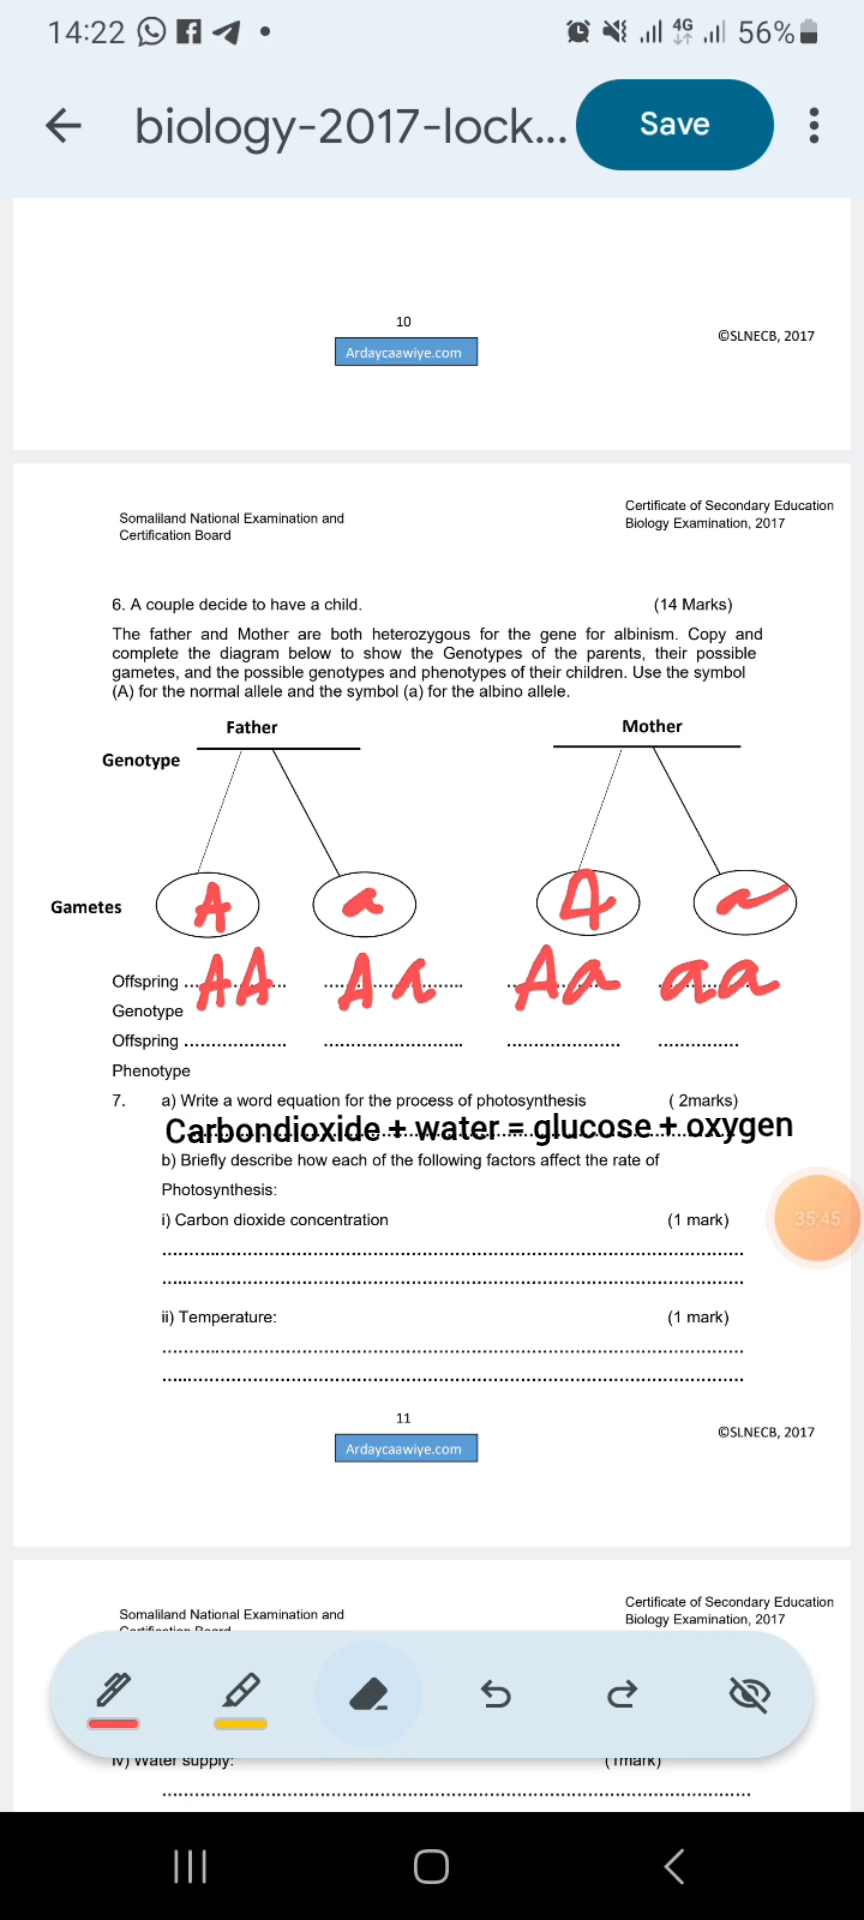 14:22 4G 56%
biology-2017-lock... Save
10
©SLNECB, 2017
Ardaycaawiye.com
Certificate of Secondary Education
Somaliland National Examination and
Biology Examination, 2017
Certification Board
6. A couple decide to have a child. (14 Marks)
The father and Mother are both heterozygous for the gene for albinism. Copy and
complete the diagram below to show the Genotypes of the parents, their possible
gametes, and the possible genotypes and phenotypes of their children. Use the symbol
(A) for the normal allele and the symbol (a) for the albino allele.
Father Mother
Genotype
Gametes A a A a
Offspring AA Aa Aa aa
Genotype
Offspring ................... ......................... ..................... ...............
Phenotype
7. a) Write a word equation for the process of photosynthesis ( 2marks)
Carbondioxide + water = glucose + oxygen
b) Briefly describe how each of the following factors affect the rate of
Photosynthesis:
i) Carbon dioxide concentration (1 mark)
35:45
ii) Temperature: (1 mark)
11
©SLNECB, 2017
Ardaycaawiye.com
Certificate of Secondary Education
Somaliland National Examination and
Biology Examination, 2017
iv) Water supply: (1mark)